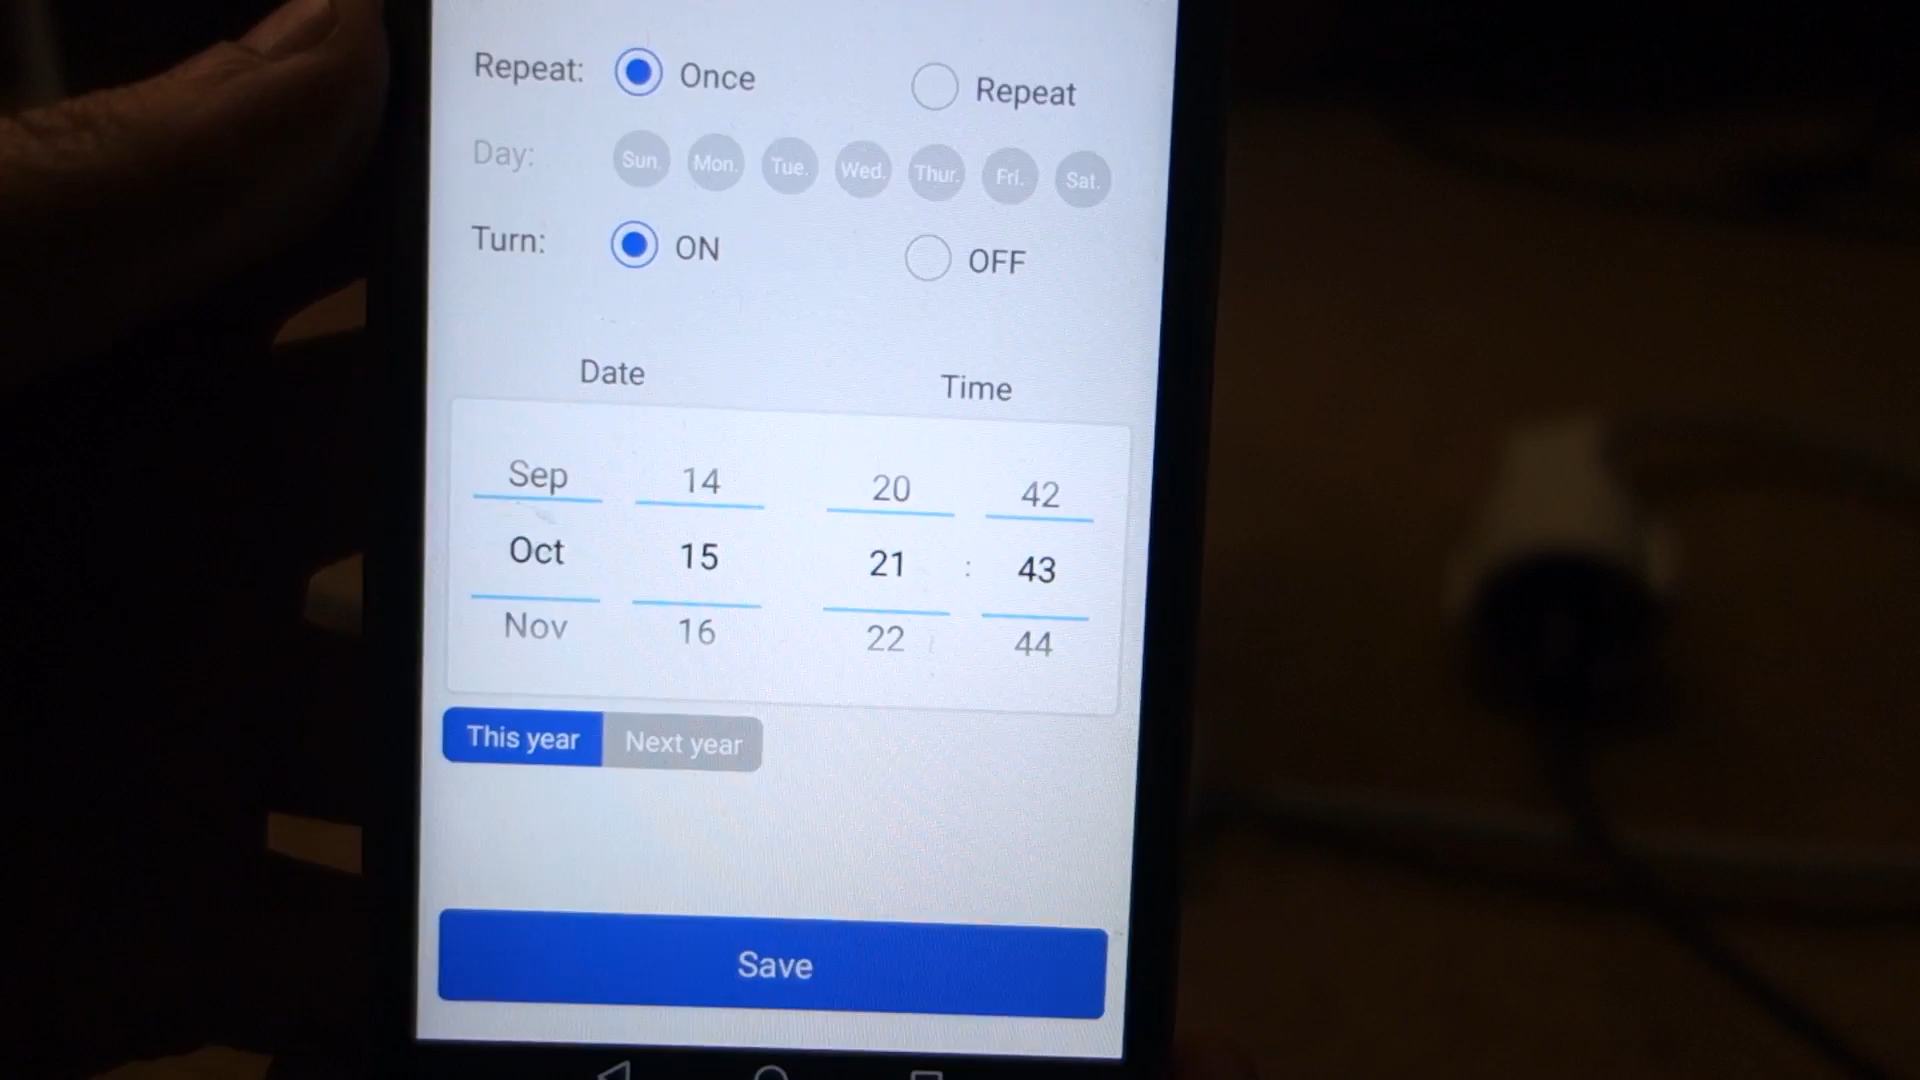 Repeat: Once Repeat
Day: Sun. Mon. Tue. Wed. Thur. Fri. Sat.
Turn: ON OFF
Date Time
Sep 14 20 42
Oct 15 21 : 43
Nov 16 22 44
This year Next year
Save